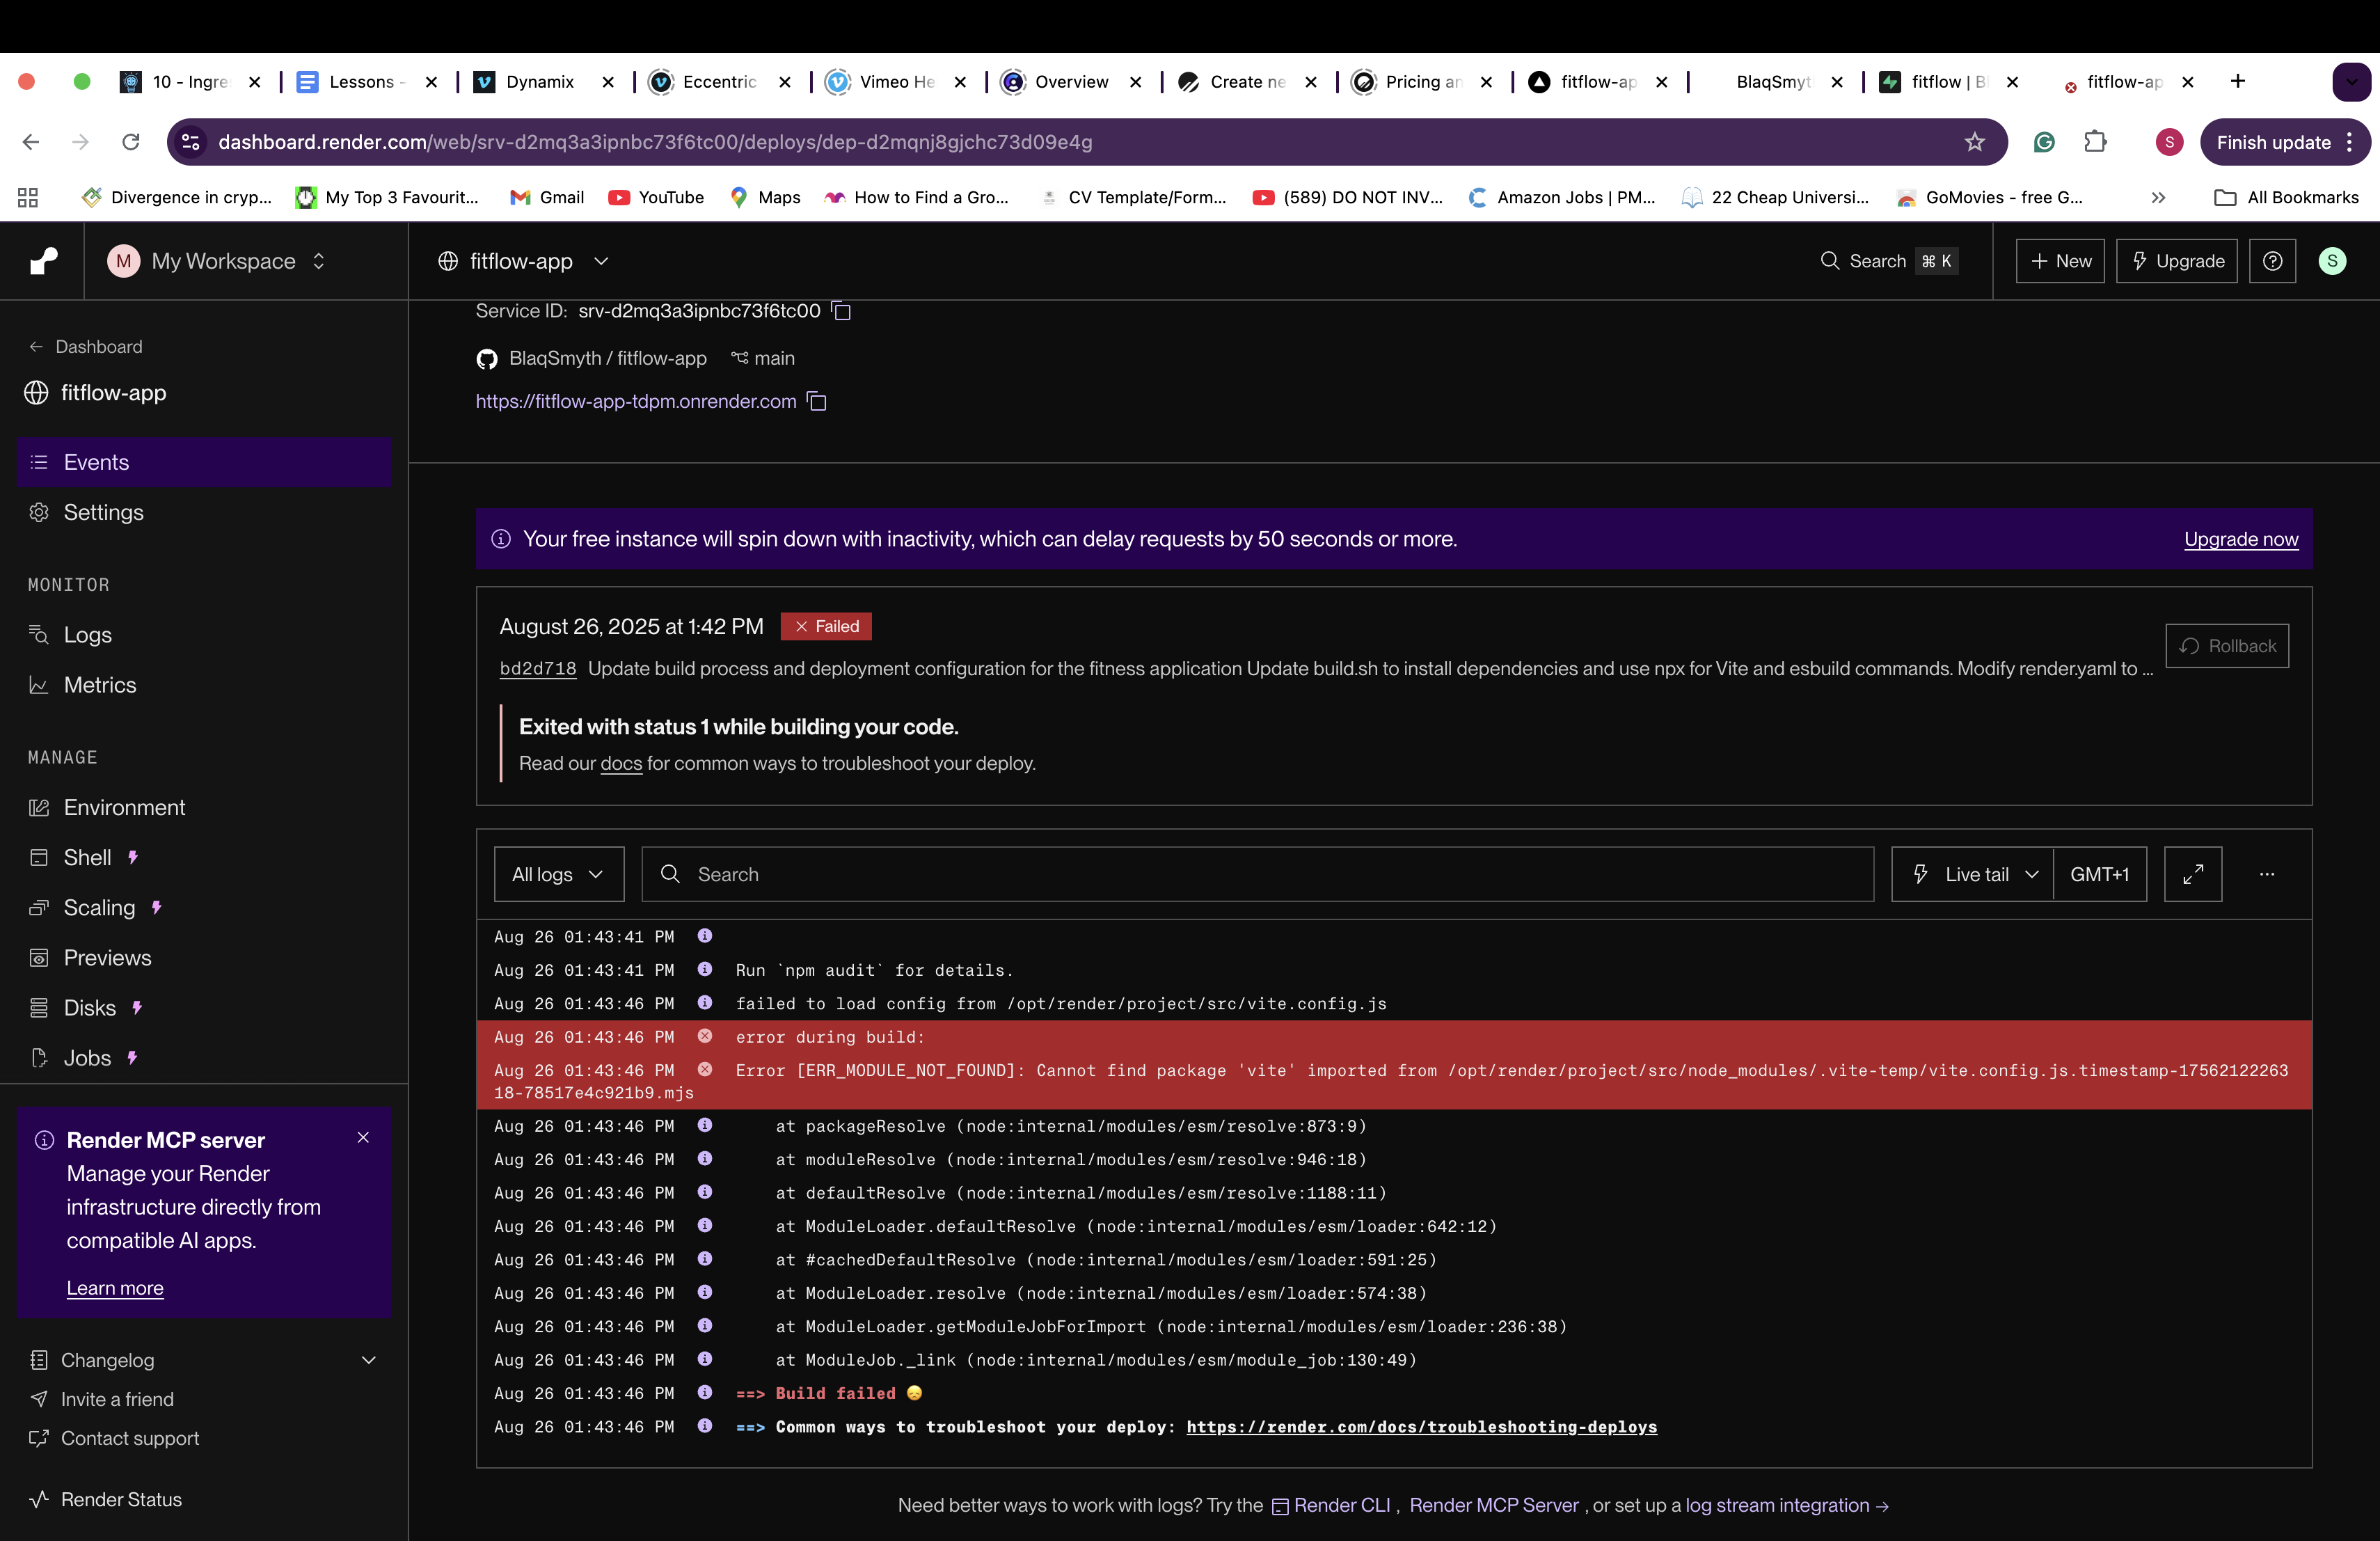 10 - Ingre
Lessons -
Dynamix
Eccentric
Vimeo He
Overview
Create ne
Pricing an
fitflow-ap
BlaqSmyt
fitflow | Bl
fitflow-ap
dashboard.render.com/web/srv-d2mq3a3ipnbc73f6tc00/deploys/dep-d2mqnj8gjchc73d09e4g
S
Finish update
Divergence in cryp...
My Top 3 Favourit...
Gmail
YouTube
Maps
How to Find a Gro...
CV Template/Form...
(589) DO NOT INV...
Amazon Jobs | PM...
22 Cheap Universi...
GoMovies - free G...
All Bookmarks
M My Workspace
fitflow-app
Search ⌘ K
+ New
Upgrade
S
Dashboard
fitflow-app
Events
Settings
MONITOR
Logs
Metrics
MANAGE
Environment
Shell
Scaling
Previews
Disks
Jobs
Render MCP server
Manage your Render
infrastructure directly from
compatible AI apps.
Learn more
Changelog
Invite a friend
Contact support
Render Status
Service ID: srv-d2mq3a3ipnbc73f6tc00
BlaqSmyth / fitflow-app main
https://fitflow-app-tdpm.onrender.com
Your free instance will spin down with inactivity, which can delay requests by 50 seconds or more.
Upgrade now
August 26, 2025 at 1:42 PM Failed
Rollback
bd2d718 Update build process and deployment configuration for the fitness application Update build.sh to install dependencies and use npx for Vite and esbuild commands. Modify render.yaml to ...
Exited with status 1 while building your code.
Read our docs for common ways to troubleshoot your deploy.
All logs
Search
Live tail
GMT+1
...
Aug 26 01:43:41 PM
Aug 26 01:43:41 PM Run `npm audit` for details.
Aug 26 01:43:46 PM failed to load config from /opt/render/project/src/vite.config.js
Aug 26 01:43:46 PM error during build:
Aug 26 01:43:46 PM Error [ERR_MODULE_NOT_FOUND]: Cannot find package 'vite' imported from /opt/render/project/src/node_modules/.vite-temp/vite.config.js.timestamp-17562122263
18-78517e4c921b9.mjs
Aug 26 01:43:46 PM at packageResolve (node:internal/modules/esm/resolve:873:9)
Aug 26 01:43:46 PM at moduleResolve (node:internal/modules/esm/resolve:946:18)
Aug 26 01:43:46 PM at defaultResolve (node:internal/modules/esm/resolve:1188:11)
Aug 26 01:43:46 PM at ModuleLoader.defaultResolve (node:internal/modules/esm/loader:642:12)
Aug 26 01:43:46 PM at #cachedDefaultResolve (node:internal/modules/esm/loader:591:25)
Aug 26 01:43:46 PM at ModuleLoader.resolve (node:internal/modules/esm/loader:574:38)
Aug 26 01:43:46 PM at ModuleLoader.getModuleJobForImport (node:internal/modules/esm/loader:236:38)
Aug 26 01:43:46 PM at ModuleJob._link (node:internal/modules/esm/module_job:130:49)
Aug 26 01:43:46 PM ==> Build failed 😞
Aug 26 01:43:46 PM ==> Common ways to troubleshoot your deploy: https://render.com/docs/troubleshooting-deploys
Need better ways to work with logs? Try the Render CLI , Render MCP Server , or set up a log stream integration →